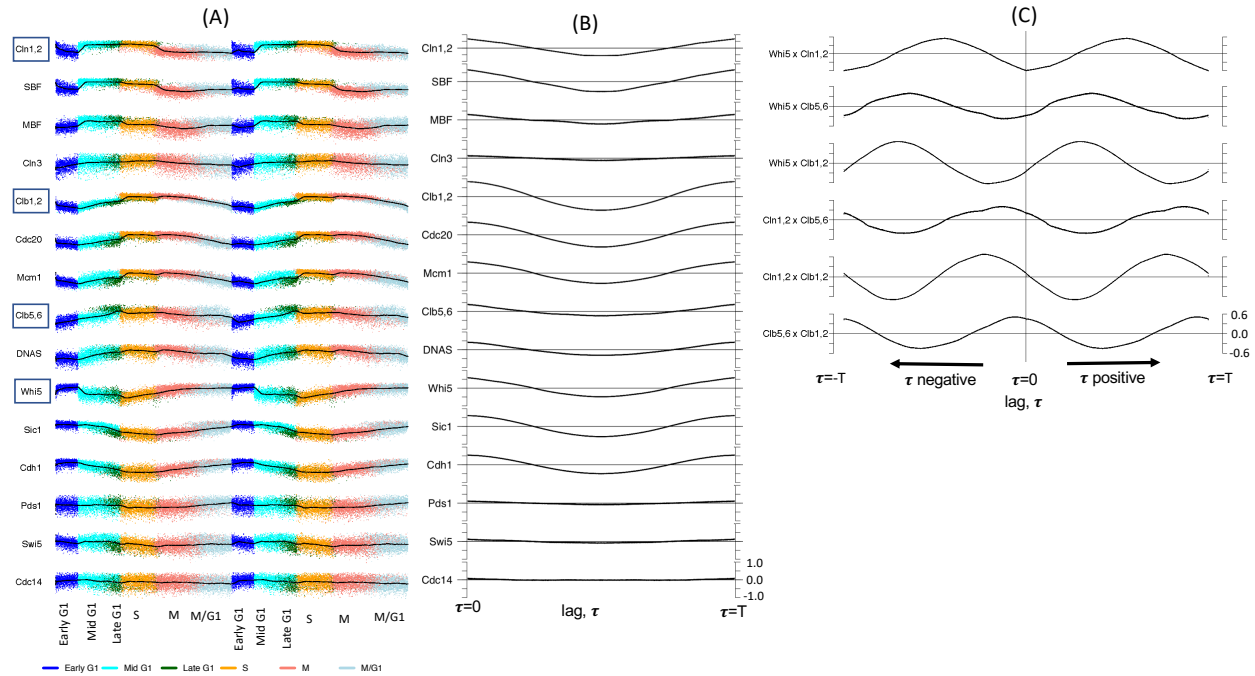 (A)
Cln1,2
SBF
MBF
Cln3
Clb1,2
Cdc20
Mcm1
Clb5,6
DNAS
Whi5
Sic1
Cdh1
Pds1
Swi5
Cdc14
Early G1
Mid G1
Late G1
S
M
M/G1
Early G1
Mid G1
Late G1
S
M
M/G1
Early G1 Mid G1 Late G1 S M M/G1
(B)
Cln1,2
SBF
MBF
Cln3
Clb1,2
Cdc20
Mcm1
Clb5,6
DNAS
Whi5
Sic1
Cdh1
Pds1
Swi5
Cdc14
1.0
0.0
-1.0
τ=0 lag, τ τ=T
(C)
Whi5 x Cln1,2
Whi5 x Clb5,6
Whi5 x Clb1,2
Cln1,2 x Clb5,6
Cln1,2 x Clb1,2
Clb5,6 x Clb1,2
0.6
0.0
-0.6
τ=-T τ negative τ=0 τ positive τ=T
lag, τ